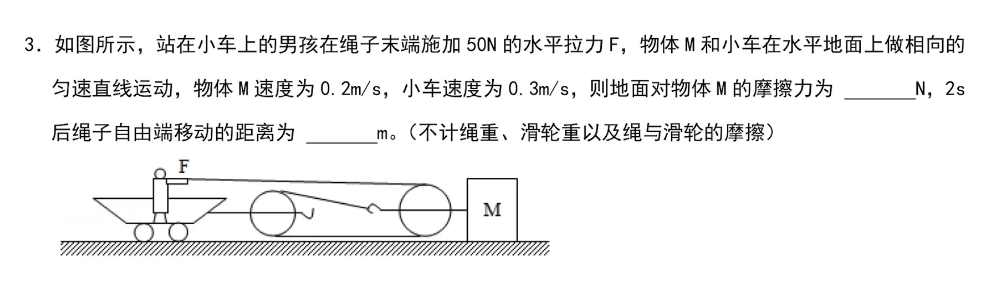 3. 如图所示，站在小车上的男孩在绳子末端施加 50N 的水平拉力 F，物体 M 和小车在水平地面上做相向的
匀速直线运动，物体 M 速度为 0.2m/s，小车速度为 0.3m/s，则地面对物体 M 的摩擦力为 ______N，2s
后绳子自由端移动的距离为 ______m。（不计绳重、滑轮重以及绳与滑轮的摩擦）
F
M